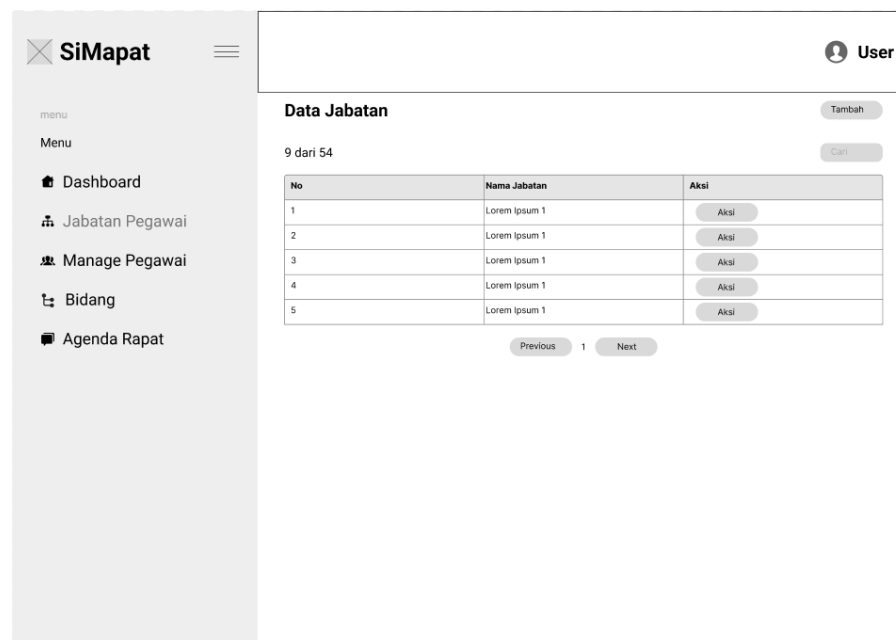 SiMapat
User
menu
Menu
Dashboard
Jabatan Pegawai
Manage Pegawai
Bidang
Agenda Rapat
Data Jabatan
Tambah
9 dari 54
Cari
No Nama Jabatan Aksi
1 Lorem Ipsum 1 Aksi
2 Lorem Ipsum 1 Aksi
3 Lorem Ipsum 1 Aksi
4 Lorem Ipsum 1 Aksi
5 Lorem Ipsum 1 Aksi
Previous 1 Next